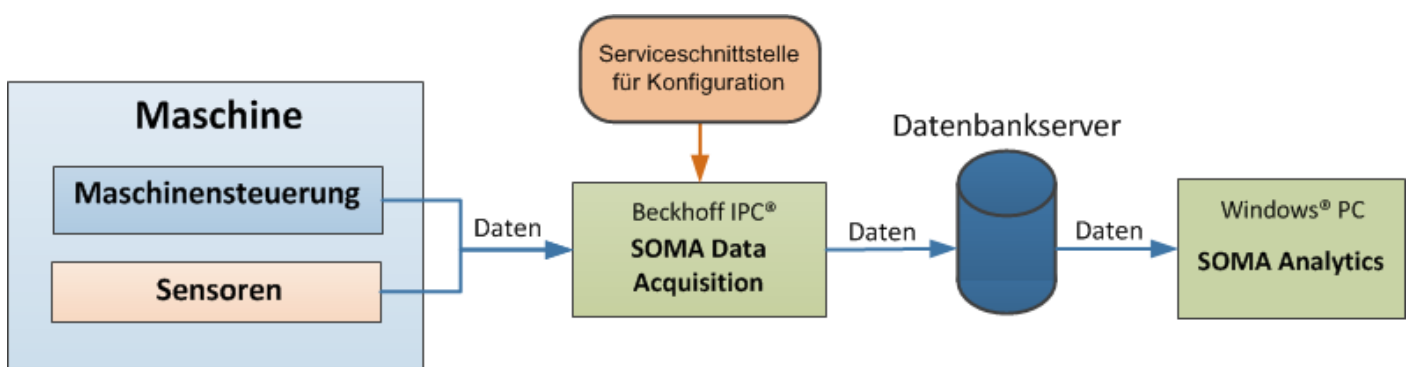 Serviceschnittstelle
für Konfiguration
Maschine
Maschinensteuerung
Sensoren
Daten
Beckhoff IPC®
SOMA Data
Acquisition
Daten
Datenbankserver
Daten
Windows® PC
SOMA Analytics